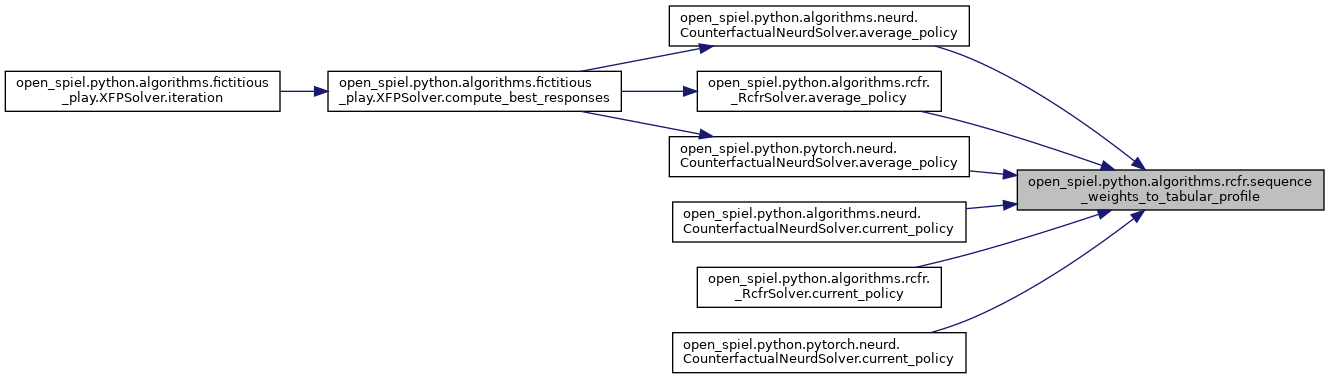 open_spiel.python.algorithms.neurd.
CounterfactualNeurdSolver.average_policy
open_spiel.python.algorithms.fictitious
_play.XFPSolver.iteration
open_spiel.python.algorithms.fictitious
_play.XFPSolver.compute_best_responses
open_spiel.python.algorithms.rcfr.
_RcfrSolver.average_policy
open_spiel.python.pytorch.neurd.
CounterfactualNeurdSolver.average_policy
open_spiel.python.algorithms.rcfr.sequence
_weights_to_tabular_profile
open_spiel.python.algorithms.neurd.
CounterfactualNeurdSolver.current_policy
open_spiel.python.algorithms.rcfr.
_RcfrSolver.current_policy
open_spiel.python.pytorch.neurd.
CounterfactualNeurdSolver.current_policy